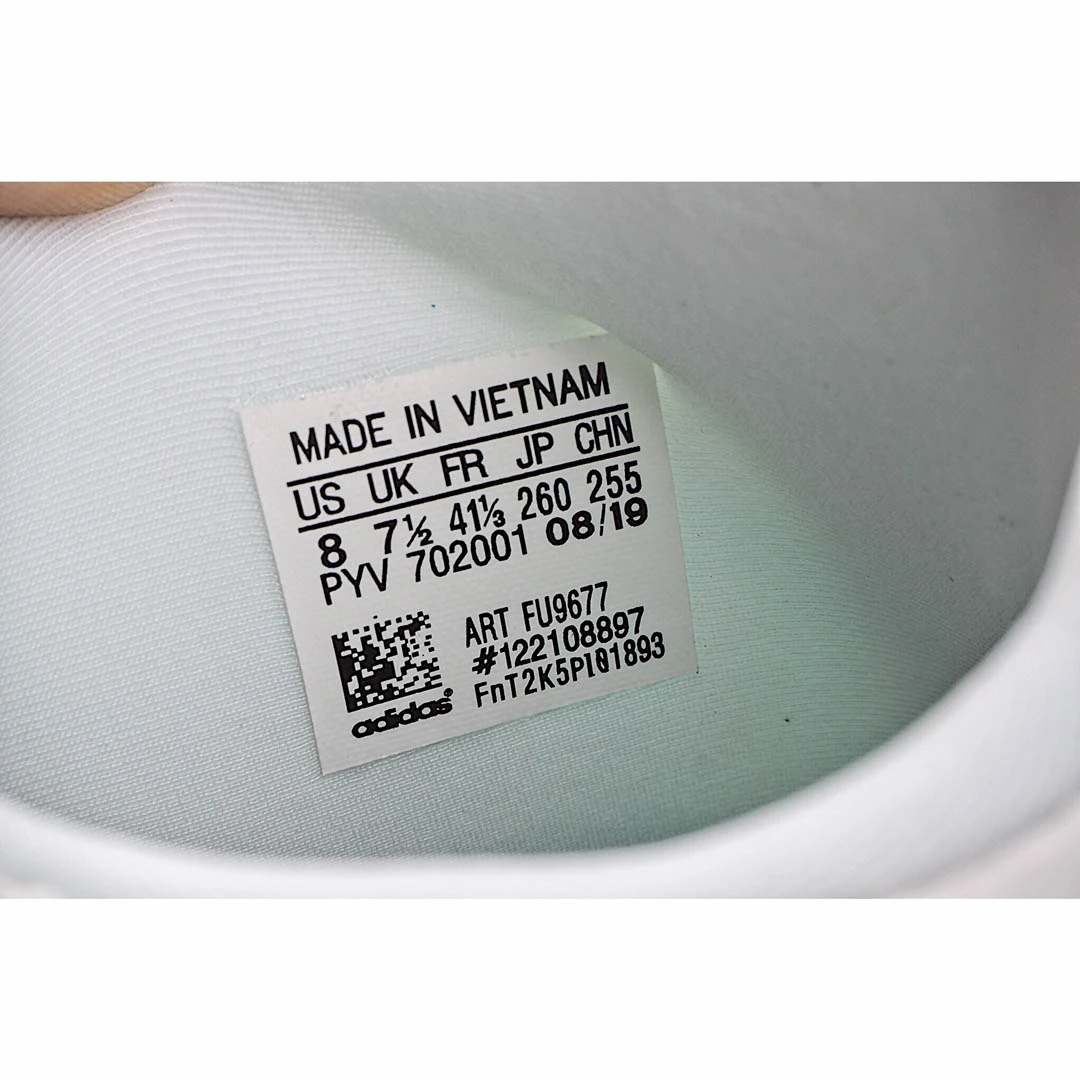 MADE IN VIETNAM
US UK FR JP CHN
8 7½ 41⅓ 260 255
PYV 702001 08/19
ART FU9677
#122108897
FnT2K5PI01893
adidas®